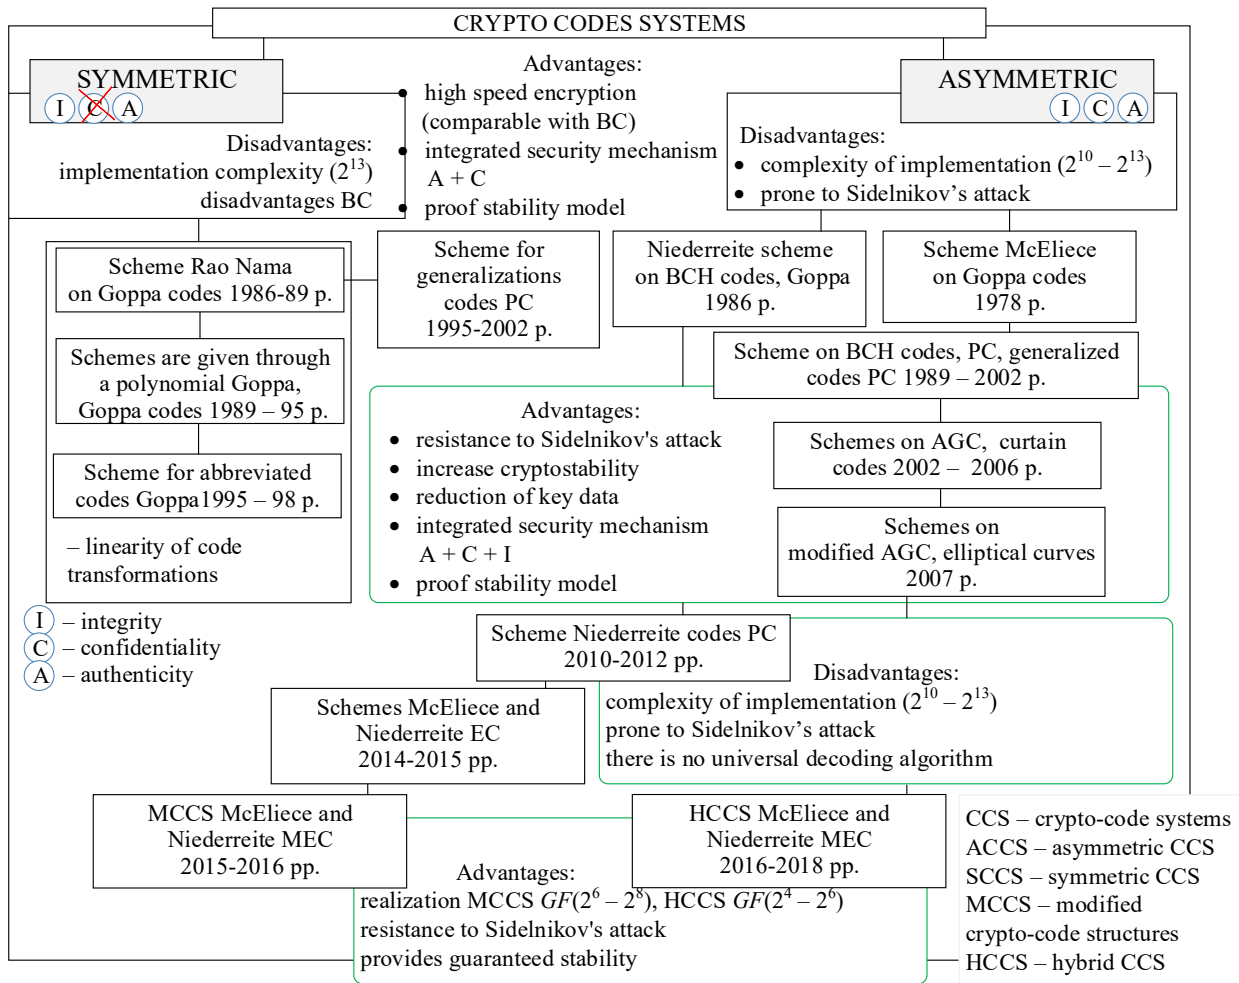 CRYPTO CODES SYSTEMS
SYMMETRIC
I C A
Disadvantages:
implementation complexity (2^13)
disadvantages BC
Advantages:
• high speed encryption
(comparable with BC)
• integrated security mechanism
A + C
• proof stability model
ASYMMETRIC
I C A
Disadvantages:
• complexity of implementation (2^10 – 2^13)
• prone to Sidelnikov’s attack
Scheme Rao Nama
on Goppa codes 1986-89 p.
Scheme for
generalizations
codes PC
1995-2002 p.
Niederreite scheme
on BCH codes, Goppa
1986 p.
Scheme McEliece
on Goppa codes
1978 p.
Schemes are given through
a polynomial Goppa,
Goppa codes 1989 – 95 p.
Scheme on BCH codes, PC, generalized
codes PC 1989 – 2002 p.
Scheme for abbreviated
codes Goppa1995 – 98 p.
– linearity of code
transformations
Advantages:
• resistance to Sidelnikov's attack
• increase cryptostability
• reduction of key data
• integrated security mechanism
A + C + I
• proof stability model
Schemes on AGC, curtain
codes 2002 – 2006 p.
Schemes on
modified AGC, elliptical curves
2007 p.
I – integrity
C – confidentiality
A – authenticity
Scheme Niederreite codes PC
2010-2012 pp.
Disadvantages:
complexity of implementation (2^10 – 2^13)
prone to Sidelnikov’s attack
there is no universal decoding algorithm
Schemes McEliece and
Niederreite EC
2014-2015 pp.
MCCS McEliece and
Niederreite MEC
2015-2016 pp.
HCCS McEliece and
Niederreite MEC
2016-2018 pp.
Advantages:
realization MCCS GF(2^6 – 2^8), HCCS GF(2^4 – 2^6)
resistance to Sidelnikov's attack
provides guaranteed stability
CCS – crypto-code systems
ACCS – asymmetric CCS
SCCS – symmetric CCS
MCCS – modified
crypto-code structures
HCCS – hybrid CCS